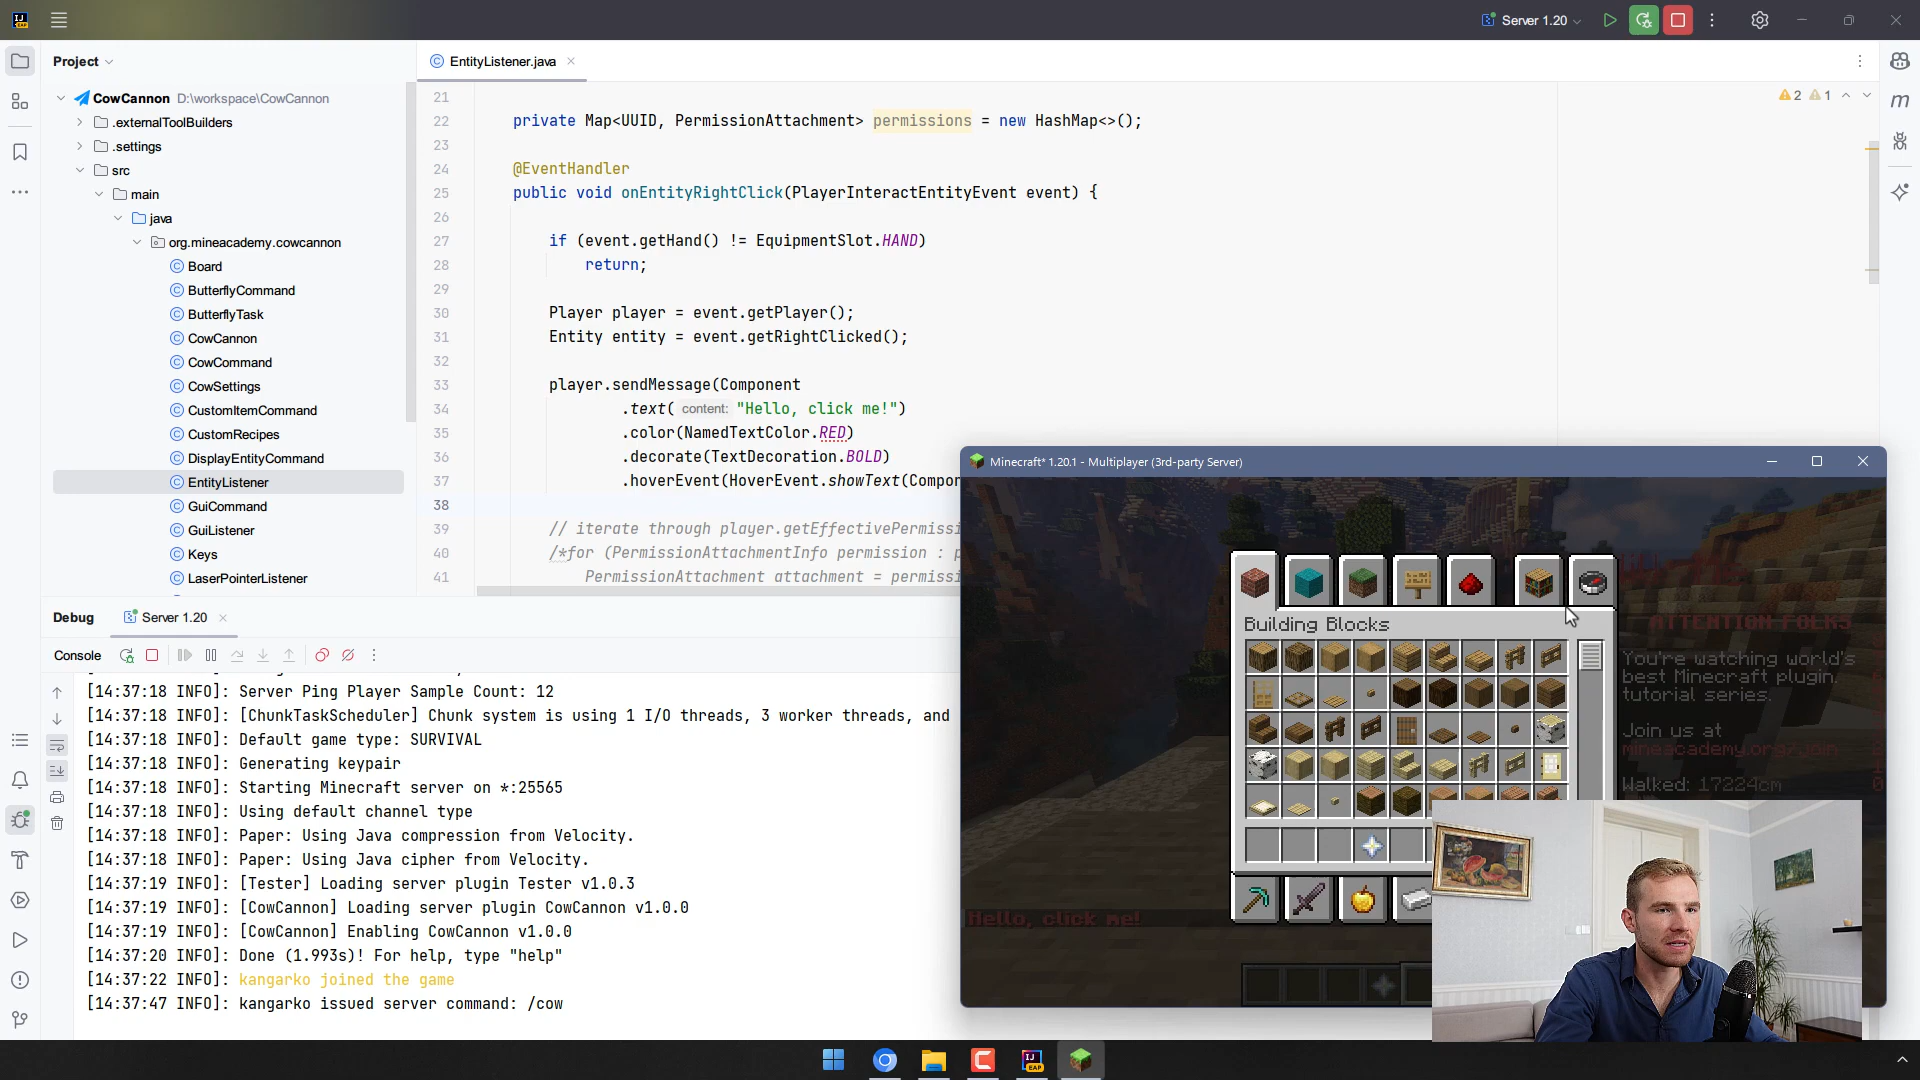 Server 1.20
Project
EntityListener.java
CowCannon D:\workspace\CowCannon
.externalToolBuilders
.settings
src
main
java
org.mineacademy.cowcannon
Board
ButterflyCommand
ButterflyTask
CowCannon
CowCommand
CowSettings
CustomItemCommand
CustomRecipes
DisplayEntityCommand
EntityListener
GuiCommand
GuiListener
Keys
LaserPointerListener
2 1
21
22 private Map<UUID, PermissionAttachment> permissions = new HashMap<>();
23
24 @EventHandler
25 public void onEntityRightClick(PlayerInteractEntityEvent event) {
26
27 if (event.getHand() != EquipmentSlot.HAND)
28 return;
29
30 Player player = event.getPlayer();
31 Entity entity = event.getRightClicked();
32
33 player.sendMessage(Component
34 .text( content: "Hello, click me!")
35 .color(NamedTextColor.RED)
36 .decorate(TextDecoration.BOLD)
37 .hoverEvent(HoverEvent.showText(Compor
38
39 // iterate through player.getEffectivePermissi
40 /*for (PermissionAttachmentInfo permission : p
41 PermissionAttachment attachment = permissi
Debug Server 1.20
Console
[14:37:18 INFO]: Server Ping Player Sample Count: 12
[14:37:18 INFO]: [ChunkTaskScheduler] Chunk system is using 1 I/O threads, 3 worker threads, and
[14:37:18 INFO]: Default game type: SURVIVAL
[14:37:18 INFO]: Generating keypair
[14:37:18 INFO]: Starting Minecraft server on *:25565
[14:37:18 INFO]: Using default channel type
[14:37:18 INFO]: Paper: Using Java compression from Velocity.
[14:37:18 INFO]: Paper: Using Java cipher from Velocity.
[14:37:19 INFO]: [Tester] Loading server plugin Tester v1.0.3
[14:37:19 INFO]: [CowCannon] Loading server plugin CowCannon v1.0.0
[14:37:19 INFO]: [CowCannon] Enabling CowCannon v1.0.0
[14:37:20 INFO]: Done (1.993s)! For help, type "help"
[14:37:22 INFO]: kangarko joined the game
[14:37:47 INFO]: kangarko issued server command: /cow
Minecraft* 1.20.1 - Multiplayer (3rd-party Server)
Building Blocks
ATTENTION FOLKS
You're watching world's
best Minecraft plugin.
tutorial series.
Join us at
mineacademy.org/join
Walked: 17224cm
Hello, click me!